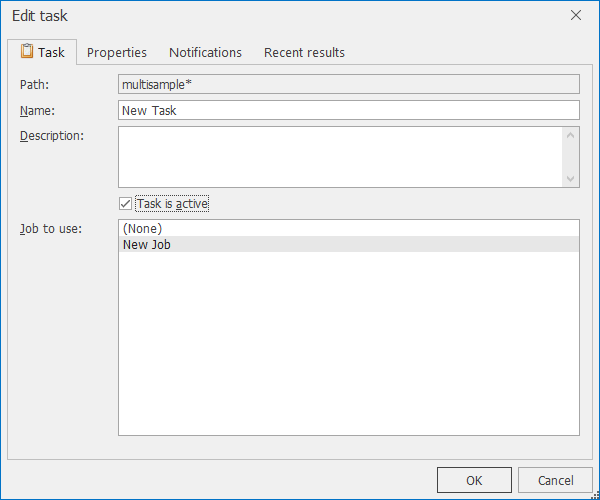 Edit task
Task Properties Notifications Recent results
Path: multisample*
Name: New Task
Description:
Task is active
Job to use: (None)
New Job
OK Cancel